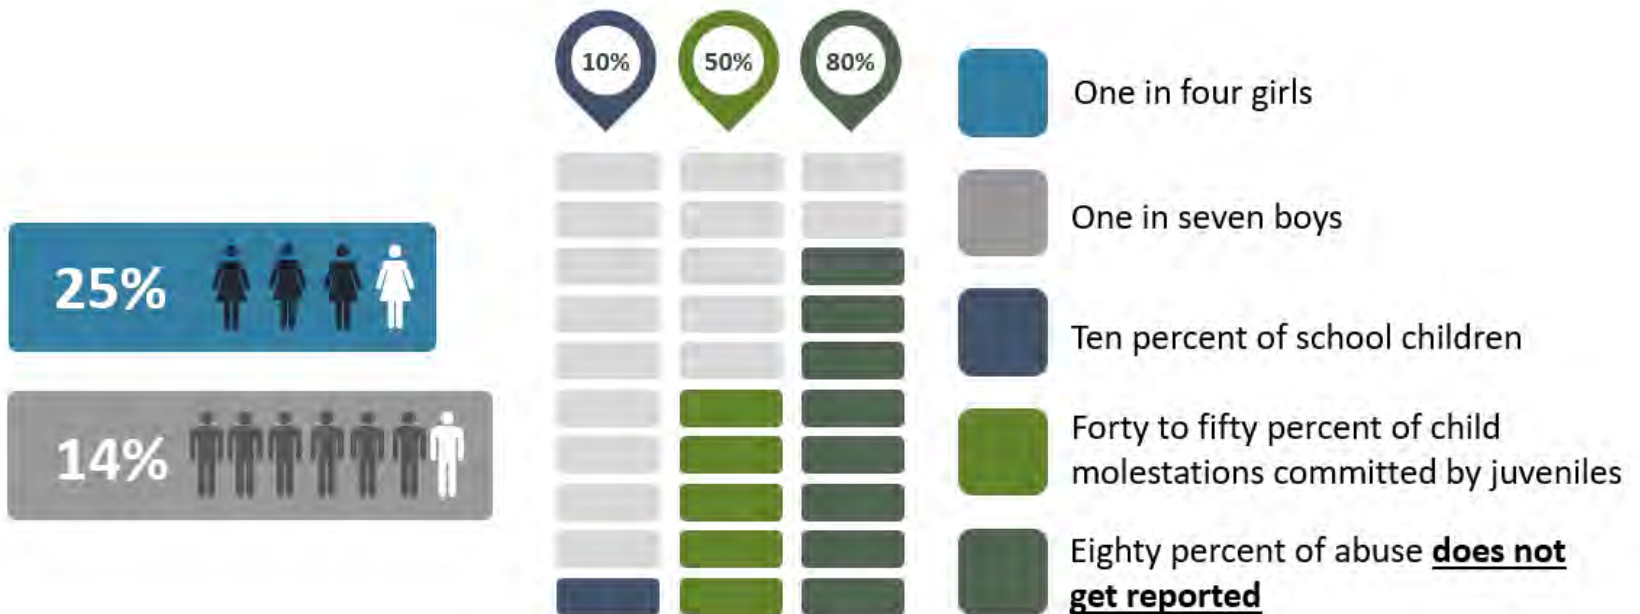 10%
50%
80%
25%
14%
One in four girls
One in seven boys
Ten percent of school children
Forty to fifty percent of child
molestations committed by juveniles
Eighty percent of abuse does not
get reported